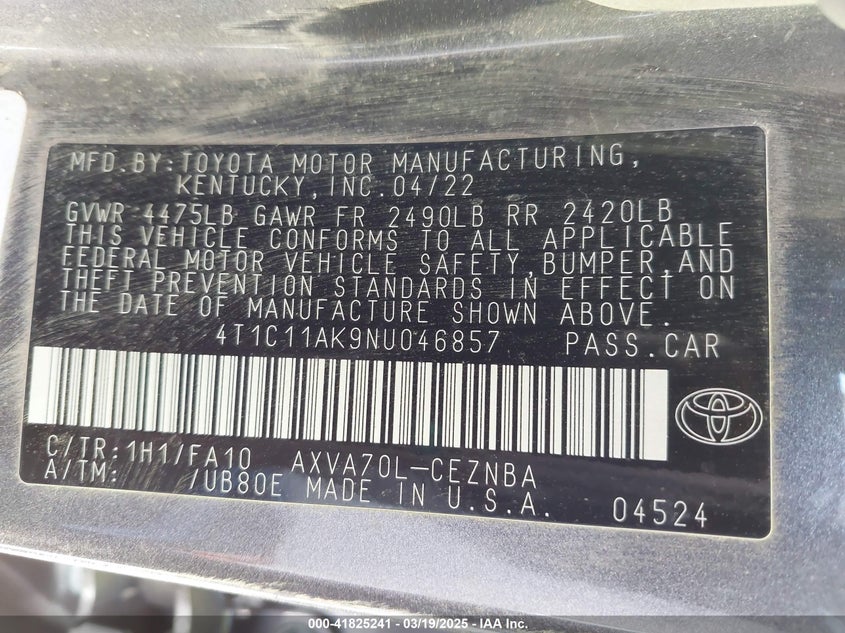 MFD.BY:TOYOTA MOTOR MANUFACTURING,
KENTUCKY,INC.04/22
GVWR 4475LB GAWR FR 2490LB RR 2420LB
THIS VEHICLE CONFORMS TO ALL APPLICABLE
FEDERAL MOTOR VEHICLE SAFETY,BUMPER,AND
THEFT PREVENTION STANDARDS IN EFFECT ON
THE DATE OF MANUFACTURE SHOWN ABOVE.
4T1C11AK9NU046857 PASS.CAR
C/TR:1H1/FA10 AXVA70L-CEZNBA
A/TM: /UB80E MADE IN U.S.A. 04524
000-41825241 - 03/19/2025 - IAA Inc.